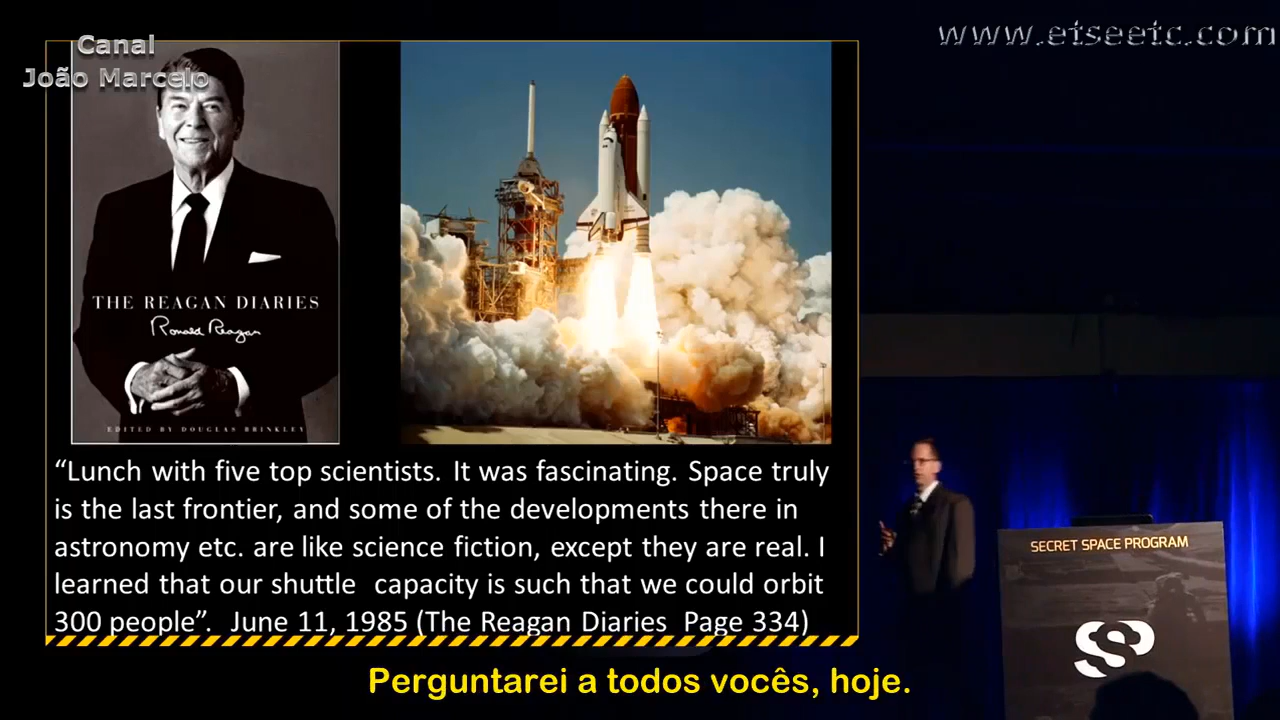 Canal
João Marcelo
www.etseetc.com
THE REAGAN DIARIES
Ronald Reagan
EDITED BY DOUGLAS BRINKLEY
“Lunch with five top scientists. It was fascinating. Space truly
is the last frontier, and some of the developments there in
astronomy etc. are like science fiction, except they are real. I
learned that our shuttle capacity is such that we could orbit
300 people”. June 11, 1985 (The Reagan Diaries Page 334)
SECRET SPACE PROGRAM
SSP
Perguntarei a todos vocês, hoje.